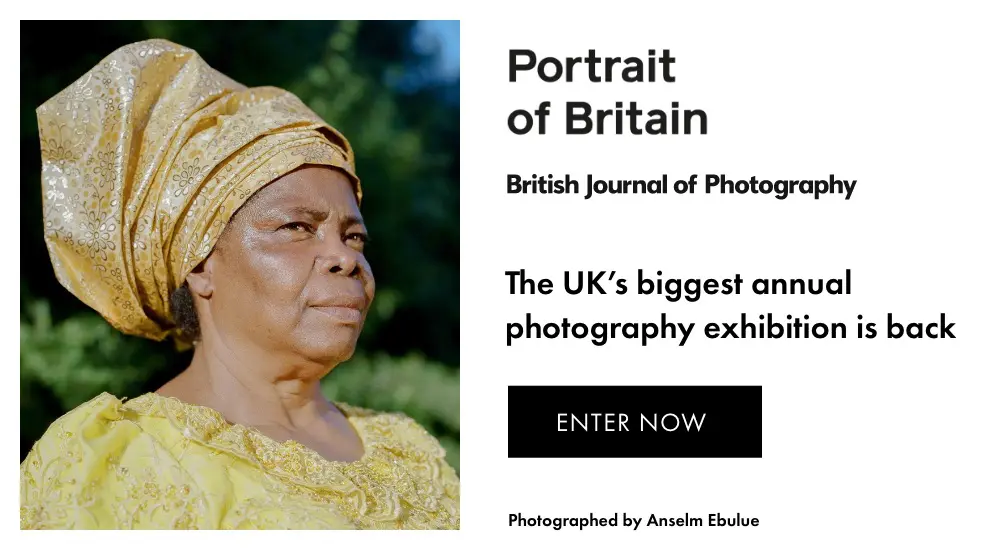 Portrait
of Britain
British Journal of Photography
The UK’s biggest annual
photography exhibition is back
ENTER NOW
Photographed by Anselm Ebulue